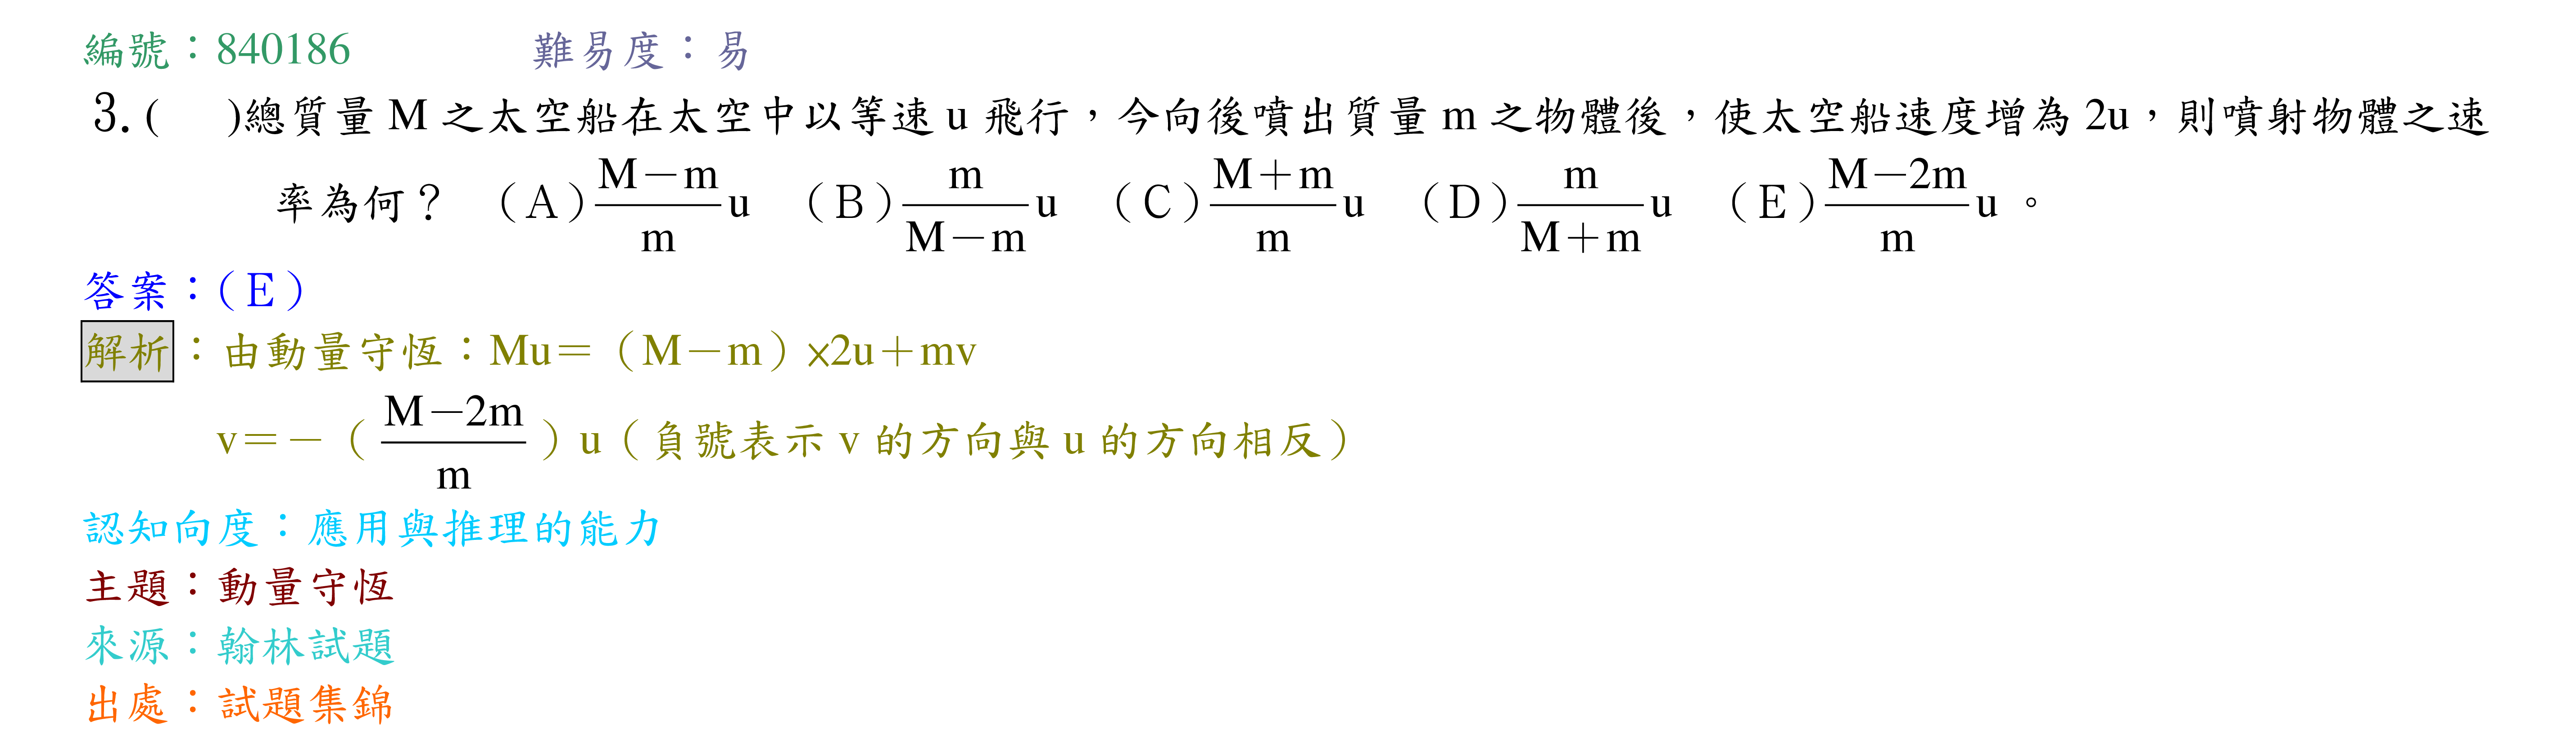 編號：840186 難易度：易
3.( )總質量 M 之太空船在太空中以等速 u 飛行，今向後噴出質量 m 之物體後，使太空船速度增為 2u，則噴射物體之速
率為何？ （A）\frac{M－m}{m}u （B）\frac{m}{M－m}u （C）\frac{M＋m}{m}u （D）\frac{m}{M＋m}u （E）\frac{M－2m}{m}u 。
答案：（E）
解析：由動量守恆：Mu＝（M－m）×2u＋mv
v＝－（\frac{M－2m}{m}）u（負號表示 v 的方向與 u 的方向相反）
認知向度：應用與推理的能力
主題：動量守恆
來源：翰林試題
出處：試題集錦